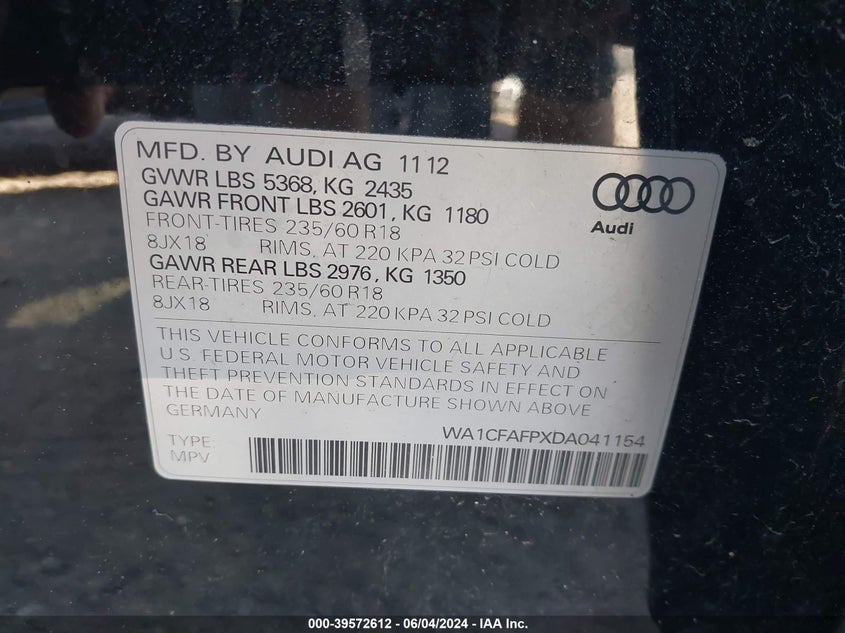 MFD. BY AUDI AG 11 12
GVWR LBS 5368, KG 2435
GAWR FRONT LBS 2601, KG 1180
FRONT-TIRES 235/60 R18
8JX18 RIMS, AT 220 KPA 32 PSI COLD
GAWR REAR LBS 2976, KG 1350
REAR-TIRES 235/60 R18
8JX18 RIMS, AT 220 KPA 32 PSI COLD
Audi
THIS VEHICLE CONFORMS TO ALL APPLICABLE
U.S. FEDERAL MOTOR VEHICLE SAFETY AND
THEFT PREVENTION STANDARDS IN EFFECT ON
THE DATE OF MANUFACTURE SHOWN ABOVE
GERMANY
WA1CFAFPXDA041154
TYPE:
MPV
000-39572612 - 06/04/2024 - IAA Inc.